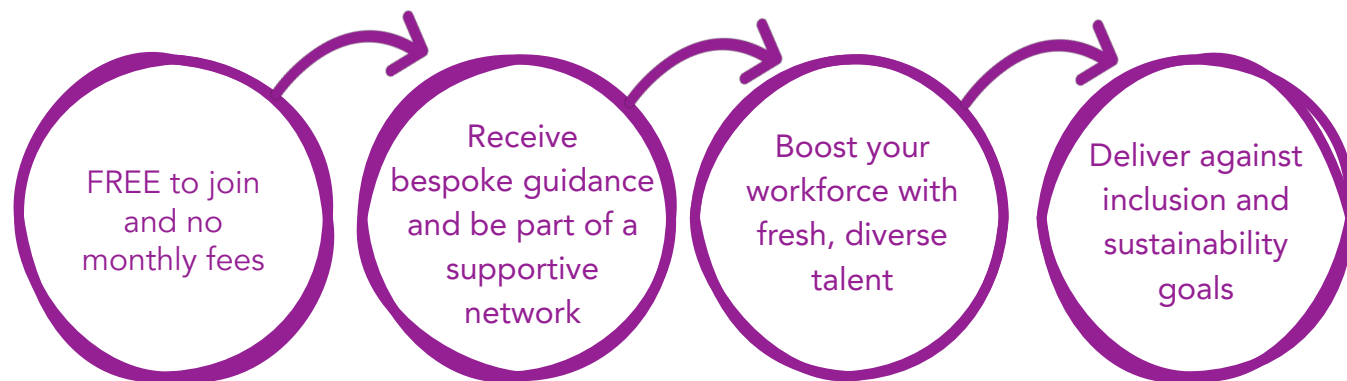 FREE to join
and no
monthly fees
Receive
bespoke guidance
and be part of a
supportive
network
Boost your
workforce with
fresh, diverse
talent
Deliver against
inclusion and
sustainability
goals